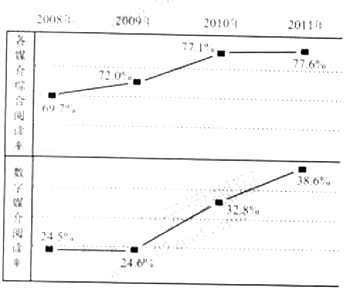 2008年 2009年 2010年 2011年
各媒介综合阅读率
69.7% 72.0% 77.1% 77.6%
数字媒介阅读率
24.5% 24.6% 32.8% 38.6%